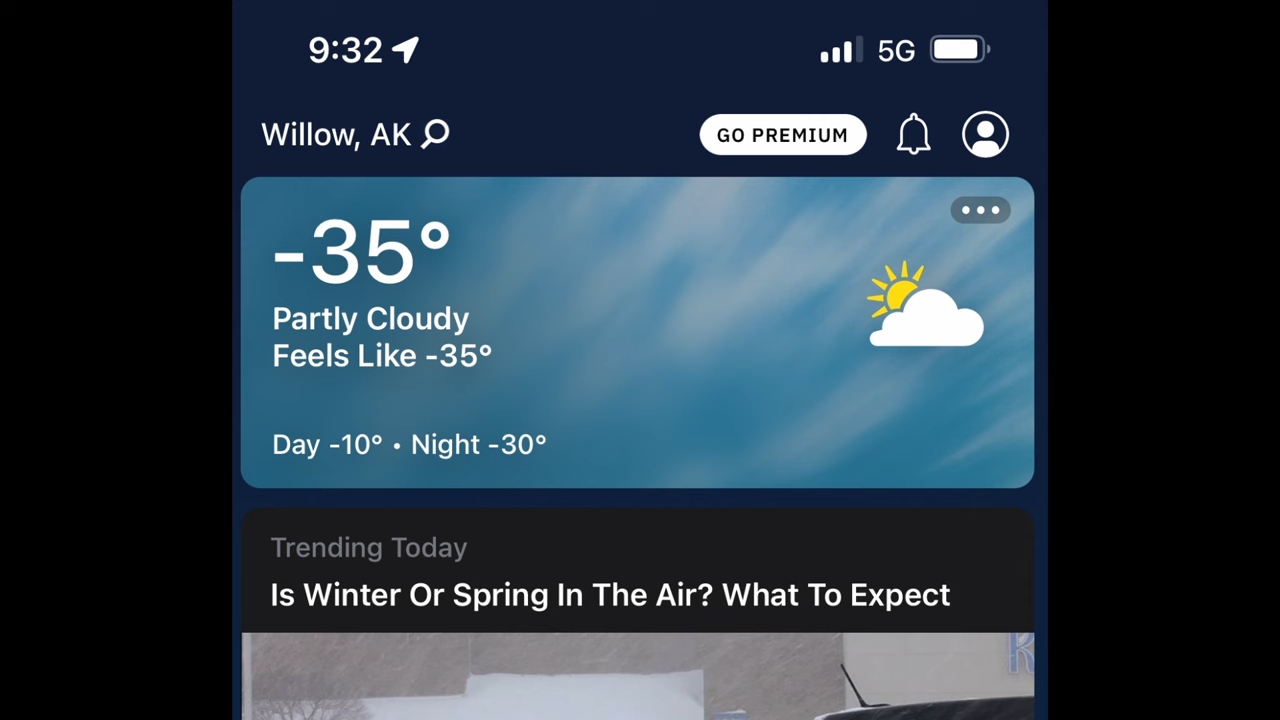 9:32 5G
Willow, AK GO PREMIUM
-35°
Partly Cloudy
Feels Like -35°
Day -10° • Night -30°
Trending Today
Is Winter Or Spring In The Air? What To Expect